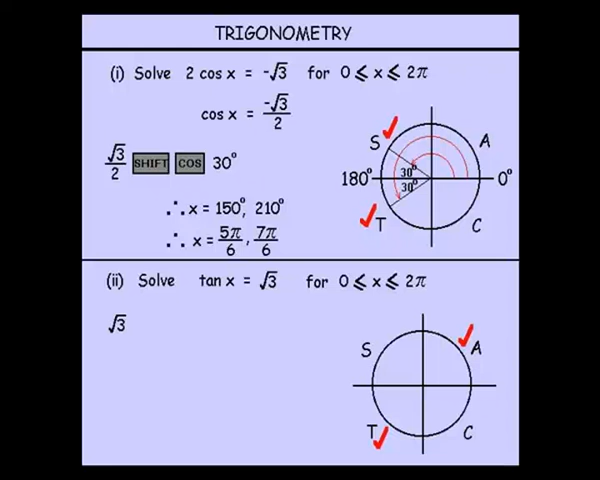 TRIGONOMETRY
(i) Solve 2 cos x = -√3 for 0 ⩽ x ⩽ 2π
cos x = -√3/2
√3/2 SHIFT COS 30°
∴ x = 150°, 210°
∴ x = 5π/6, 7π/6
S A
180° 30° 0°
30°
T C
(ii) Solve tan x = √3 for 0 ⩽ x ⩽ 2π
√3
S A
T C